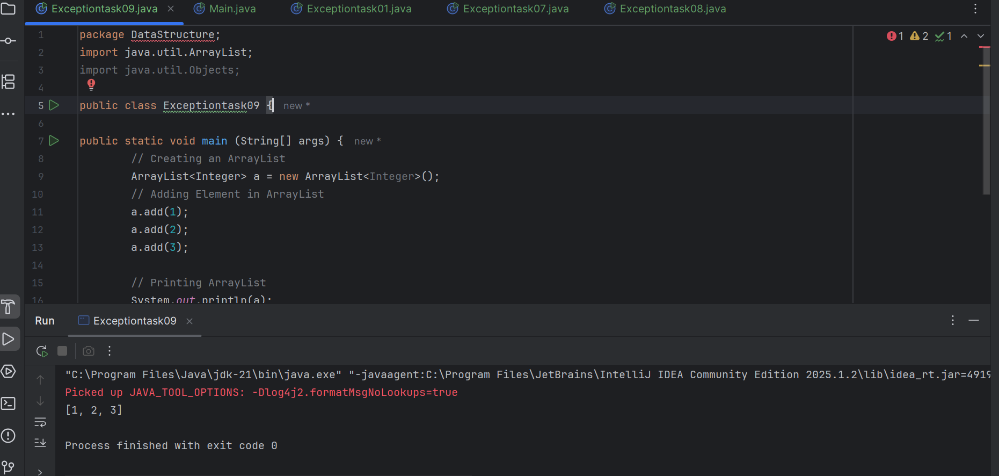 Exceptiontask09.java Main.java Exceptiontask01.java Exceptiontask07.java Exceptiontask08.java
1 package DataStructure; 1 2 1
2 import java.util.ArrayList;
3 import java.util.Objects;
4
5 public class Exceptiontask09 { new *
6
7 public static void main (String[] args) { new *
8 // Creating an ArrayList
9 ArrayList<Integer> a = new ArrayList<Integer>();
10 // Adding Element in ArrayList
11 a.add(1);
12 a.add(2);
13 a.add(3);
14
15 // Printing ArrayList
16 System.out.println(a);
Run Exceptiontask09
"C:\Program Files\Java\jdk-21\bin\java.exe" "-javaagent:C:\Program Files\JetBrains\IntelliJ IDEA Community Edition 2025.1.2\lib\idea_rt.jar=4919
Picked up JAVA_TOOL_OPTIONS: -Dlog4j2.formatMsgNoLookups=true
[1, 2, 3]
Process finished with exit code 0